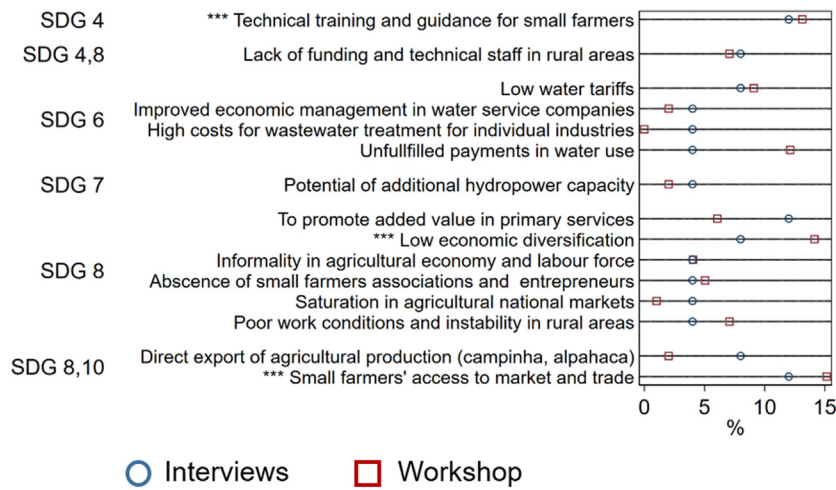 SDG 4 *** Technical training and guidance for small farmers
SDG 4,8 Lack of funding and technical staff in rural areas
Low water tariffs
SDG 6 Improved economic management in water service companies
High costs for wastewater treatment for individual industries
Unfullfilled payments in water use
SDG 7 Potential of additional hydropower capacity
To promote added value in primary services
*** Low economic diversification
SDG 8 Informality in agricultural economy and labour force
Abscence of small farmers associations and entrepreneurs
Saturation in agricultural national markets
Poor work conditions and instability in rural areas
SDG 8,10 Direct export of agricultural production (campinha, alpahaca)
*** Small farmers' access to market and trade
0 5 10 15
%
Interviews Workshop